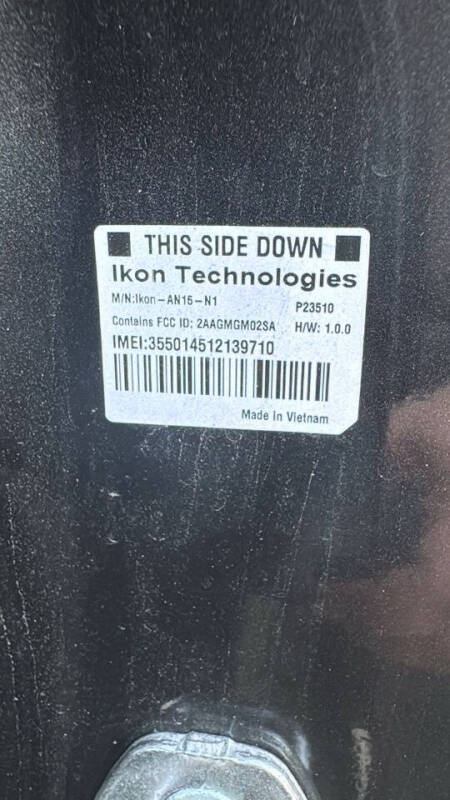 THIS SIDE DOWN
Ikon Technologies
M/N:Ikon-AN15-N1 P23510
Contains FCC ID: 2AAGMGM02SA H/W: 1.0.0
IMEI:355014512139710
Made In Vietnam